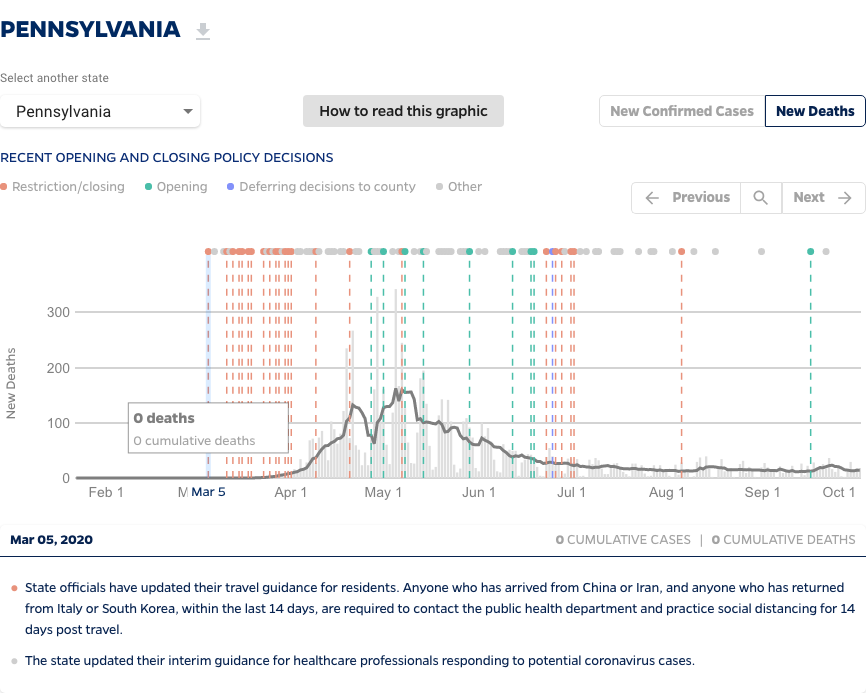 PENNSYLVANIA
Select another state
Pennsylvania
How to read this graphic
New Confirmed Cases
New Deaths
RECENT OPENING AND CLOSING POLICY DECISIONS
Restriction/closing
Opening
Deferring decisions to county
Other
Previous
Next
New Deaths
300
200
100
0
0 deaths
0 cumulative deaths
Feb 1
M
Mar 5
Apr 1
May 1
Jun 1
Jul 1
Aug 1
Sep 1
Oct 1
Mar 05, 2020
0 CUMULATIVE CASES | 0 CUMULATIVE DEATHS
State officials have updated their travel guidance for residents. Anyone who has arrived from China or Iran, and anyone who has returned
from Italy or South Korea, within the last 14 days, are required to contact the public health department and practice social distancing for 14
days post travel.
The state updated their interim guidance for healthcare professionals responding to potential coronavirus cases.